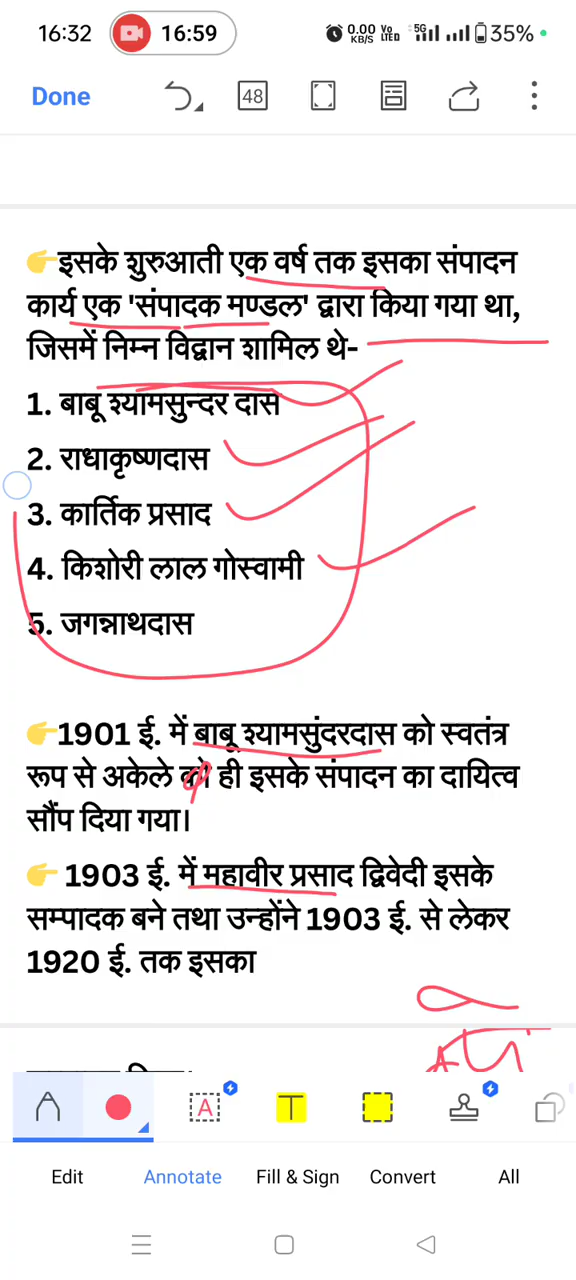 16:32 16:59 0.00 KB/S Vo LTED 5G 35%
Done 48
👉इसके शुरुआती एक वर्ष तक इसका संपादन
कार्य एक 'संपादक मण्डल' द्वारा किया गया था,
जिसमें निम्न विद्वान शामिल थे-
1. बाबू श्यामसुन्दर दास
2. राधाकृष्णदास
3. कार्तिक प्रसाद
4. किशोरी लाल गोस्वामी
5. जगन्नाथदास
👉1901 ई. में बाबू श्यामसुंदरदास को स्वतंत्र
रूप से अकेले को ही इसके संपादन का दायित्व
सौंप दिया गया।
👉 1903 ई. में महावीर प्रसाद द्विवेदी इसके
सम्पादक बने तथा उन्होंने 1903 ई. से लेकर
1920 ई. तक इसका
A T
Edit Annotate Fill & Sign Convert All